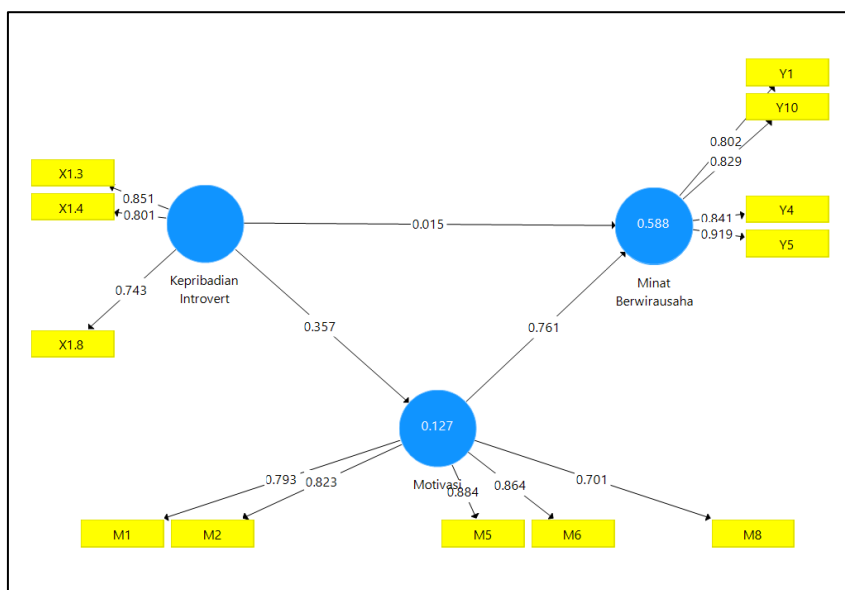 Y1
Y10
0.802
0.829
X1.3
0.851
X1.4
0.801
0.015
0.588
0.841
Y4
0.919
Y5
Kepribadian
Introvert
Minat
Berwirausaha
0.743
X1.8
0.357
0.761
0.127
0.793
0.823
Motivasi
0.884
0.864
0.701
M1
M2
M5
M6
M8